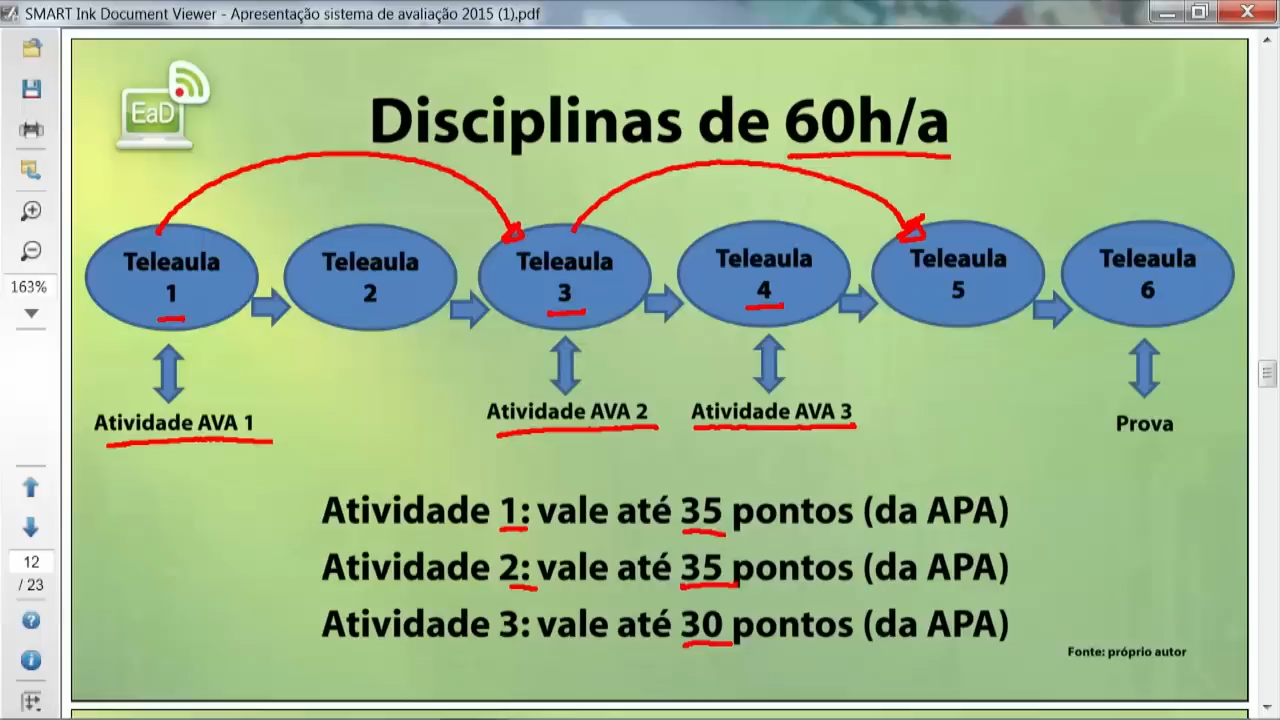 SMART Ink Document Viewer - Apresentação sistema de avaliação 2015 (1).pdf
EaD
Disciplinas de 60h/a
Teleaula
1
Teleaula
2
Teleaula
3
Teleaula
4
Teleaula
5
Teleaula
6
163%
Atividade AVA 1
Atividade AVA 2
Atividade AVA 3
Prova
Atividade 1: vale até 35 pontos (da APA)
Atividade 2: vale até 35 pontos (da APA)
Atividade 3: vale até 30 pontos (da APA)
12
/ 23
Fonte: próprio autor